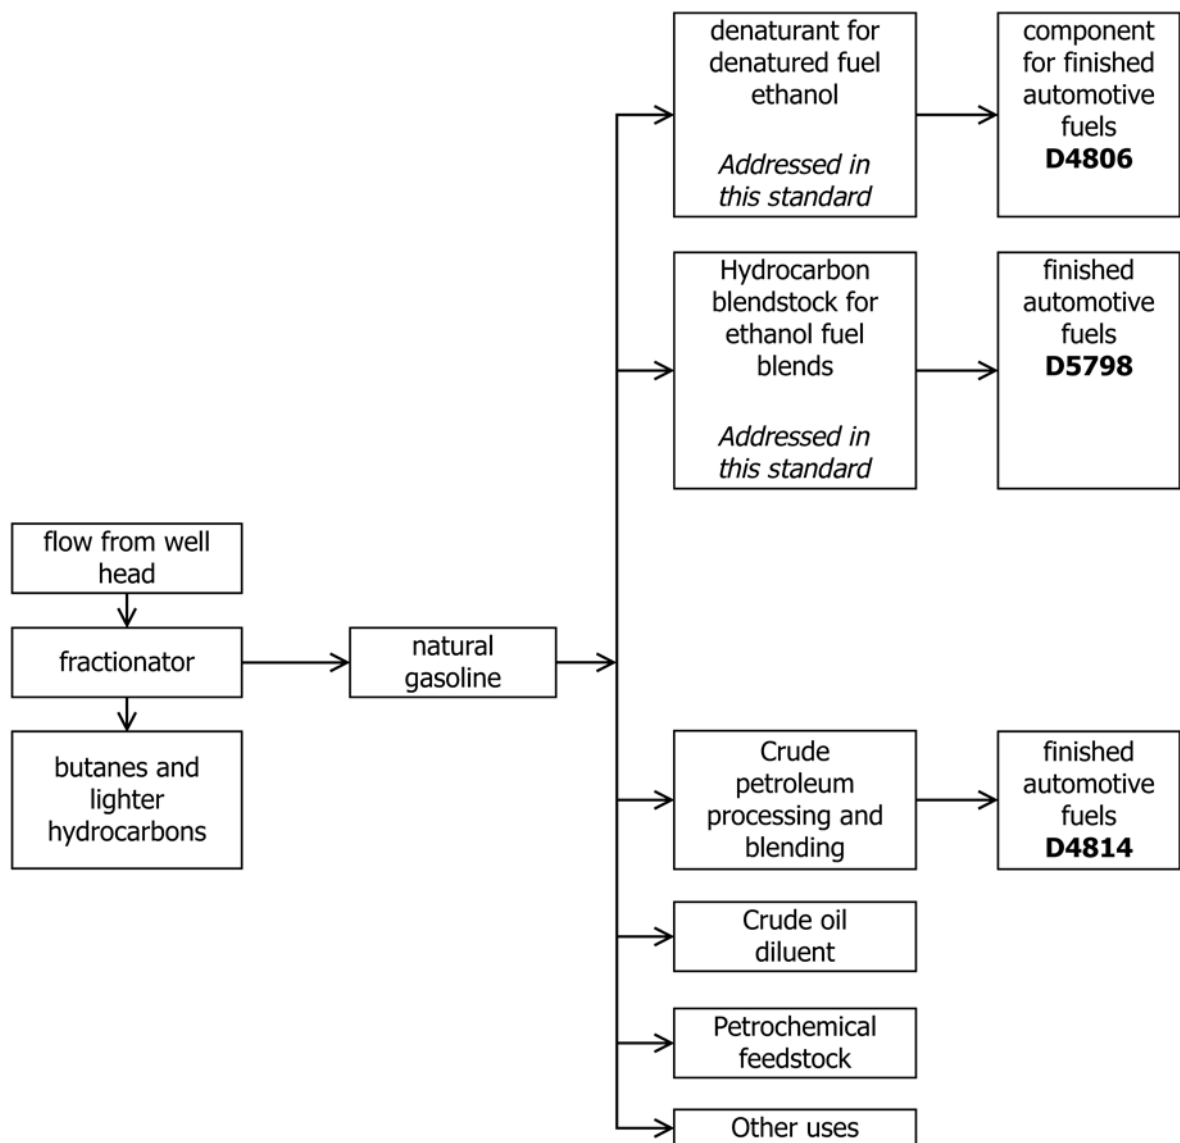 denaturant for
denatured fuel
ethanol
Addressed in
this standard
component
for finished
automotive
fuels
D4806
Hydrocarbon
blendstock for
ethanol fuel
blends
Addressed in
this standard
finished
automotive
fuels
D5798
flow from well
head
fractionator
butanes and
lighter
hydrocarbons
natural
gasoline
Crude
petroleum
processing and
blending
finished
automotive
fuels
D4814
Crude oil
diluent
Petrochemical
feedstock
Other uses